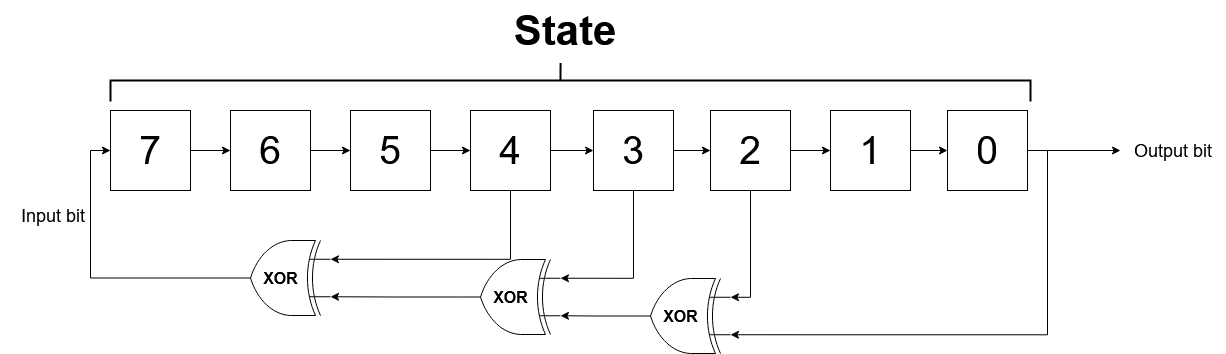 State
7 6 5 4 3 2 1 0
Output bit
Input bit
XOR
XOR
XOR